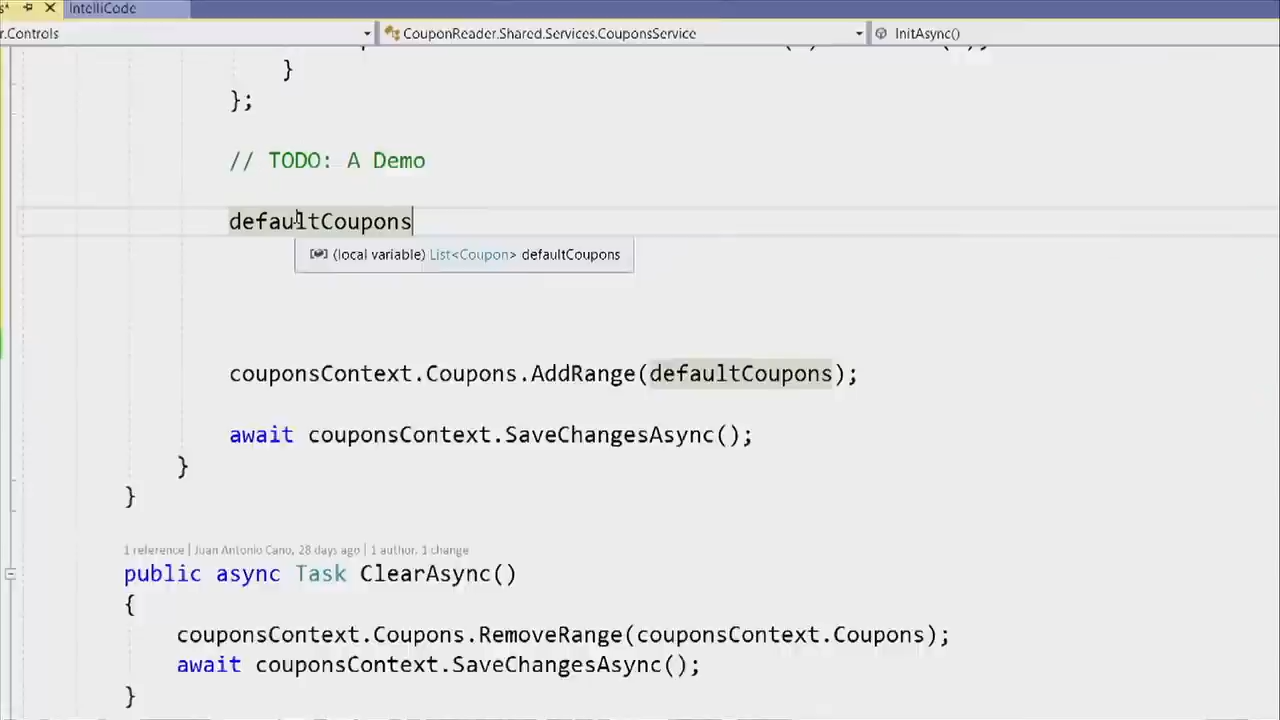 IntelliCode
r.Controls
CouponReader.Shared.Services.CouponsService
InitAsync()
}
};
// TODO: A Demo
defaultCoupons
(local variable) List<Coupon> defaultCoupons
couponsContext.Coupons.AddRange(defaultCoupons);
await couponsContext.SaveChangesAsync();
}
}
1 reference | Juan Antonio Cano, 28 days ago | 1 author, 1 change
public async Task ClearAsync()
{
couponsContext.Coupons.RemoveRange(couponsContext.Coupons);
await couponsContext.SaveChangesAsync();
}